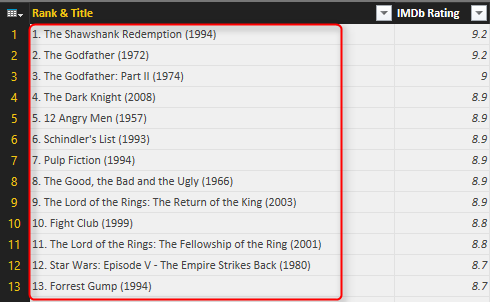 Rank & Title IMDb Rating
1 1. The Shawshank Redemption (1994) 9.2
2 2. The Godfather (1972) 9.2
3 3. The Godfather: Part II (1974) 9
4 4. The Dark Knight (2008) 8.9
5 5. 12 Angry Men (1957) 8.9
6 6. Schindler's List (1993) 8.9
7 7. Pulp Fiction (1994) 8.9
8 8. The Good, the Bad and the Ugly (1966) 8.9
9 9. The Lord of the Rings: The Return of the King (2003) 8.9
10 10. Fight Club (1999) 8.8
11 11. The Lord of the Rings: The Fellowship of the Ring (2001) 8.8
12 12. Star Wars: Episode V - The Empire Strikes Back (1980) 8.7
13 13. Forrest Gump (1994) 8.7